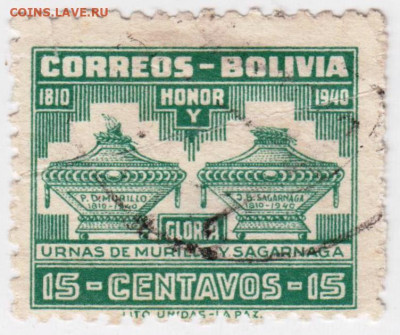 COINS.LAVE.RU
CORREOS - BOLIVIA
1810 HONOR 1940
Y
P. D. MURILLO J. B. SAGARNAGA
1810-1940 1810-1940
GLORIA
URNAS DE MURILLO Y SAGARNAGA
15 - CENTAVOS - 15
LITO. UNIDAS - LA PAZ.